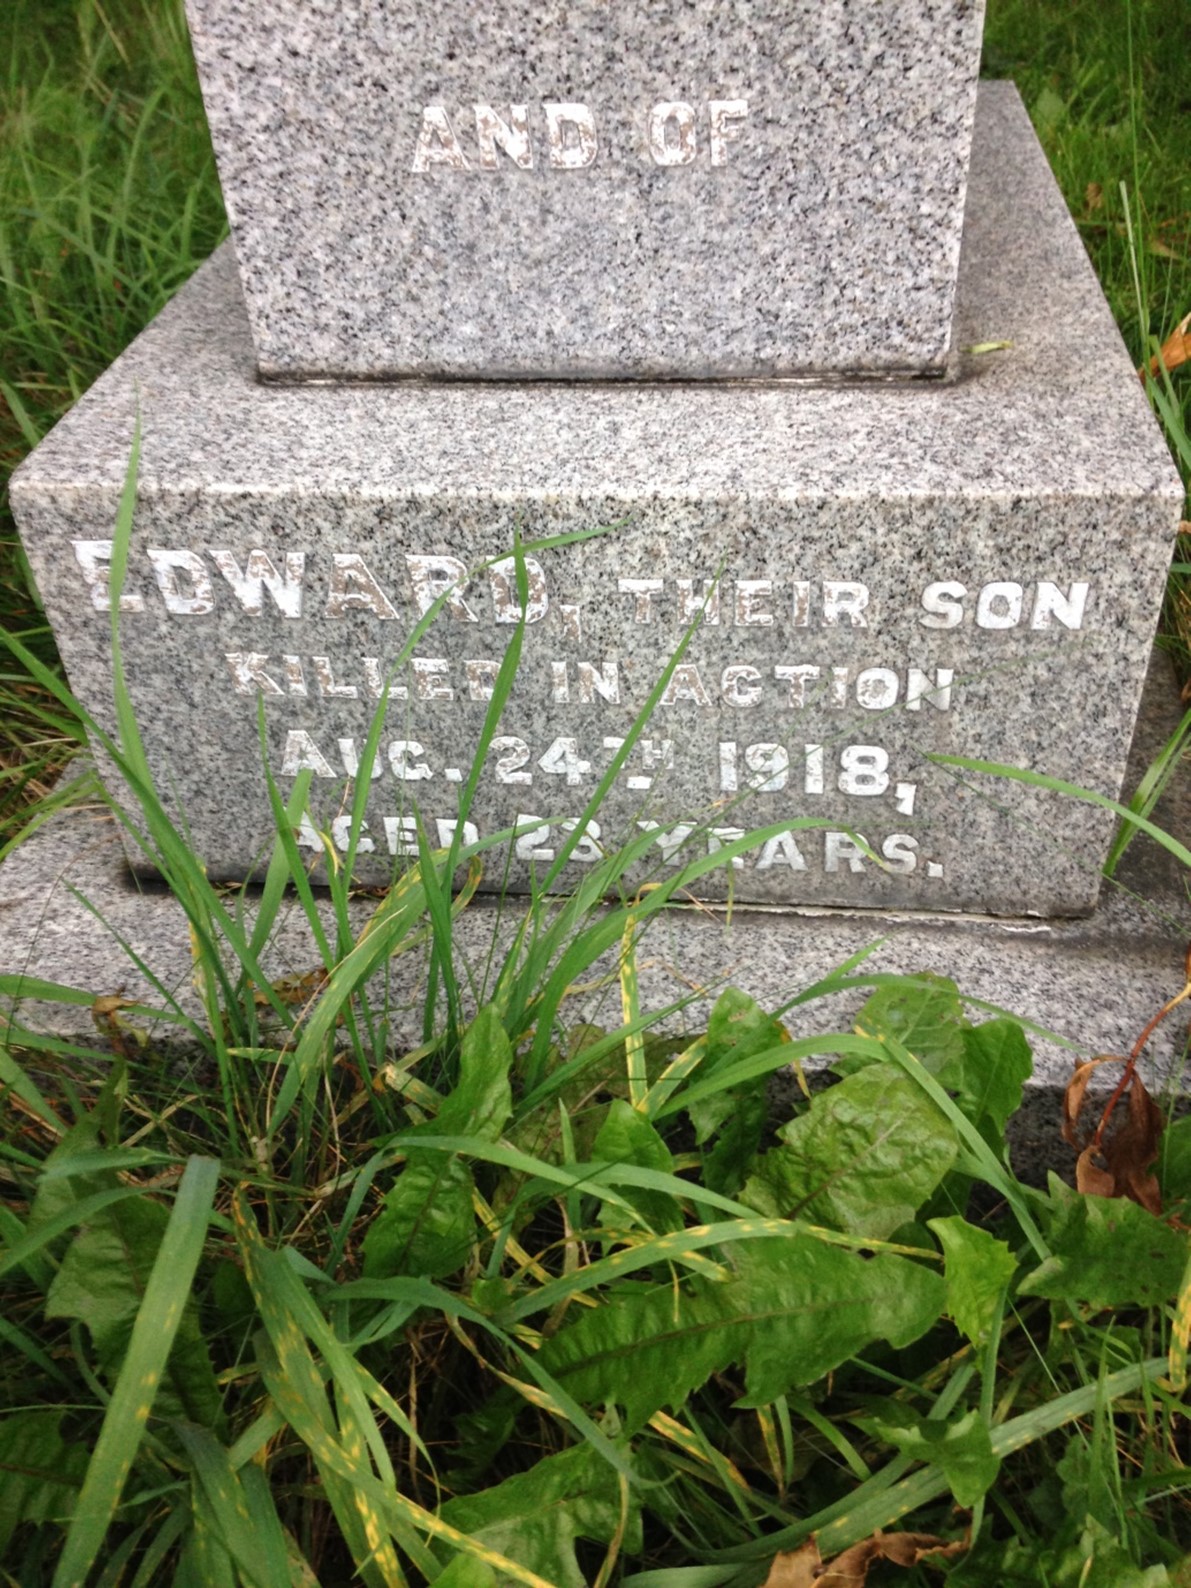 AND OF
EDWARD, THEIR SON
KILLED IN ACTION
AUG. 24TH 1918,
AGED 23 YEARS.